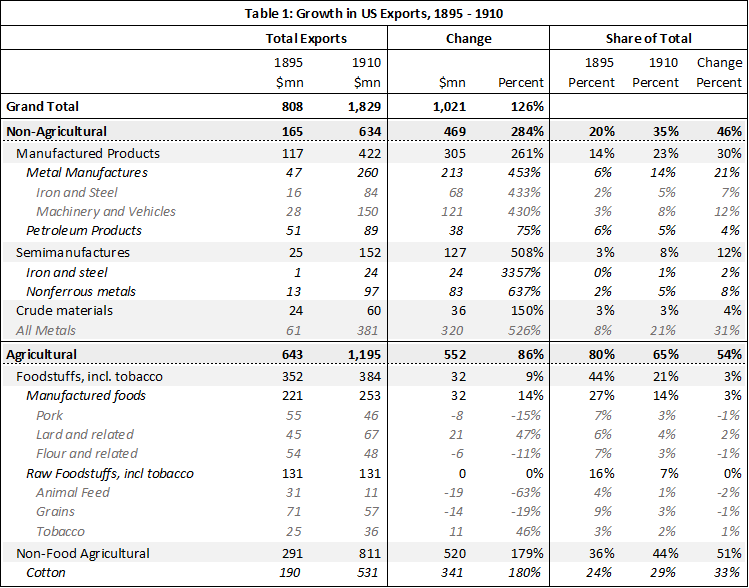 Table 1: Growth in US Exports, 1895 - 1910
Total Exports Change Share of Total
1895 1910 1895 1910 Change
$mn $mn $mn Percent Percent Percent Percent
Grand Total 808 1,829 1,021 126%
Non-Agricultural 165 634 469 284% 20% 35% 46%
Manufactured Products 117 422 305 261% 14% 23% 30%
Metal Manufactures 47 260 213 453% 6% 14% 21%
Iron and Steel 16 84 68 433% 2% 5% 7%
Machinery and Vehicles 28 150 121 430% 3% 8% 12%
Petroleum Products 51 89 38 75% 6% 5% 4%
Semimanufactures 25 152 127 508% 3% 8% 12%
Iron and steel 1 24 24 3357% 0% 1% 2%
Nonferrous metals 13 97 83 637% 2% 5% 8%
Crude materials 24 60 36 150% 3% 3% 4%
All Metals 61 381 320 526% 8% 21% 31%
Agricultural 643 1,195 552 86% 80% 65% 54%
Foodstuffs, incl. tobacco 352 384 32 9% 44% 21% 3%
Manufactured foods 221 253 32 14% 27% 14% 3%
Pork 55 46 -8 -15% 7% 3% -1%
Lard and related 45 67 21 47% 6% 4% 2%
Flour and related 54 48 -6 -11% 7% 3% -1%
Raw Foodstuffs, incl tobacco 131 131 0 0% 16% 7% 0%
Animal Feed 31 11 -19 -63% 4% 1% -2%
Grains 71 57 -14 -19% 9% 3% -1%
Tobacco 25 36 11 46% 3% 2% 1%
Non-Food Agricultural 291 811 520 179% 36% 44% 51%
Cotton 190 531 341 180% 24% 29% 33%